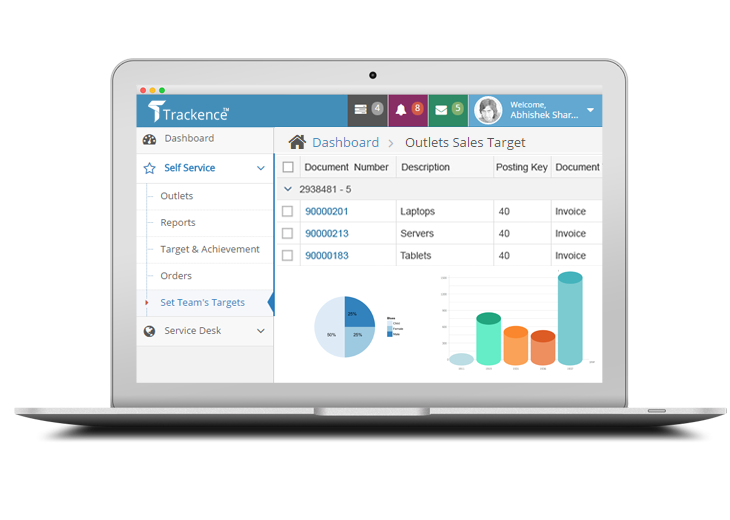 Trackence™
4
8
5
Welcome,
Abhishek Shar...
Dashboard
Self Service
Outlets
Reports
Target & Achievement
Orders
Set Team's Targets
Service Desk
Dashboard > Outlets Sales Target
Document Number Description Posting Key Document
2938481 - 5
90000201 Laptops 40 Invoice
90000213 Servers 40 Invoice
90000183 Tablets 40 Invoice
25%
50% 25%